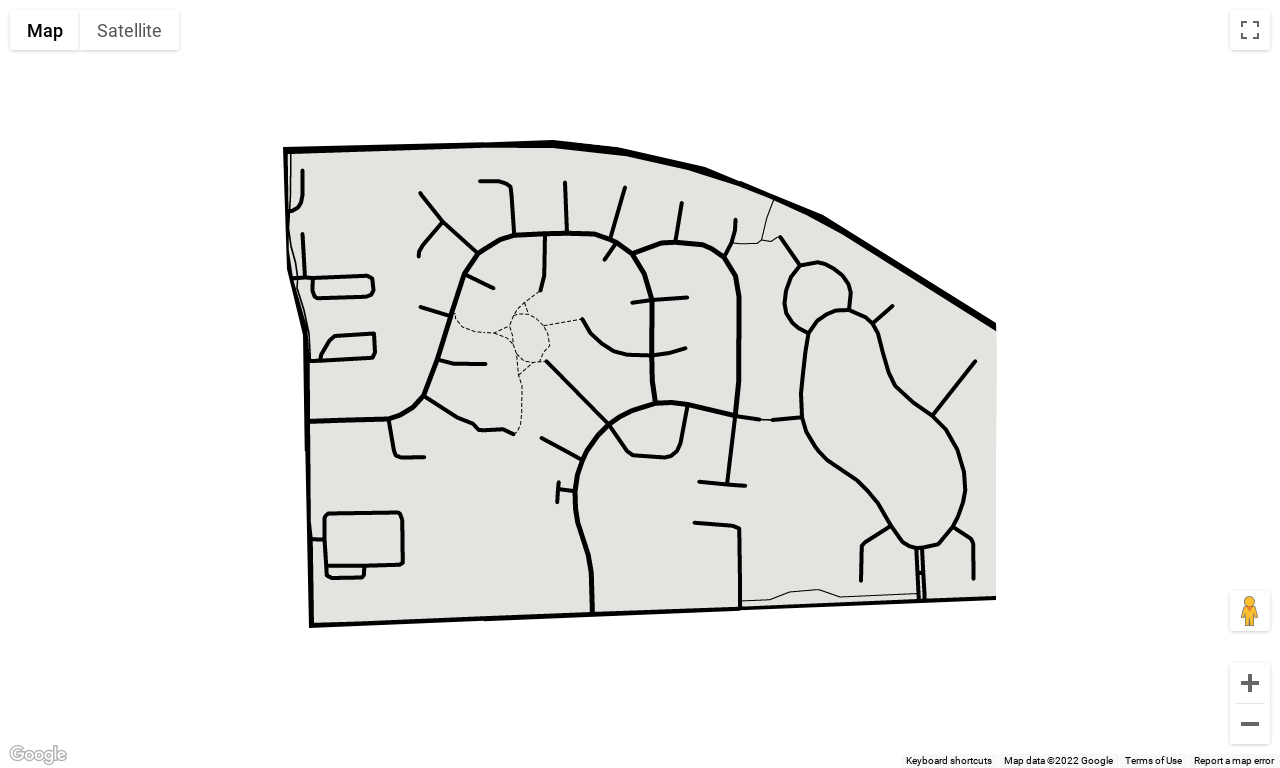 Map
Satellite
Google
Keyboard shortcuts
Map data ©2022 Google
Terms of Use
Report a map error